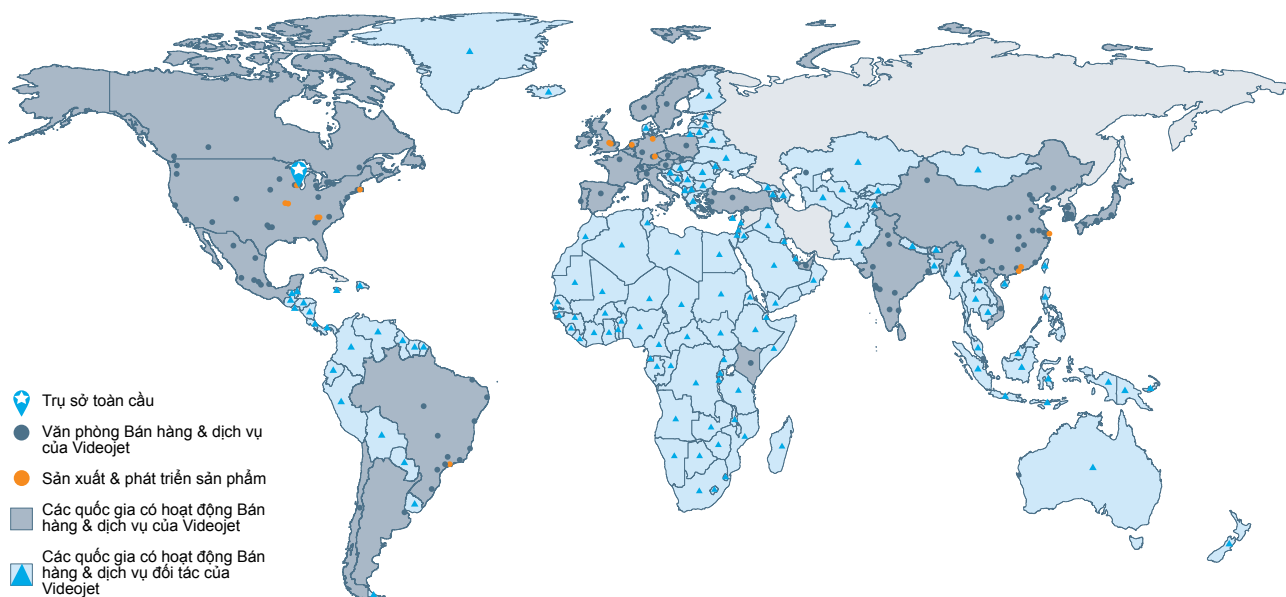 Trụ sở toàn cầu
Văn phòng Bán hàng & dịch vụ
của Videojet
Sản xuất & phát triển sản phẩm
Các quốc gia có hoạt động Bán
hàng & dịch vụ của Videojet
Các quốc gia có hoạt động Bán
hàng & dịch vụ đối tác của
Videojet